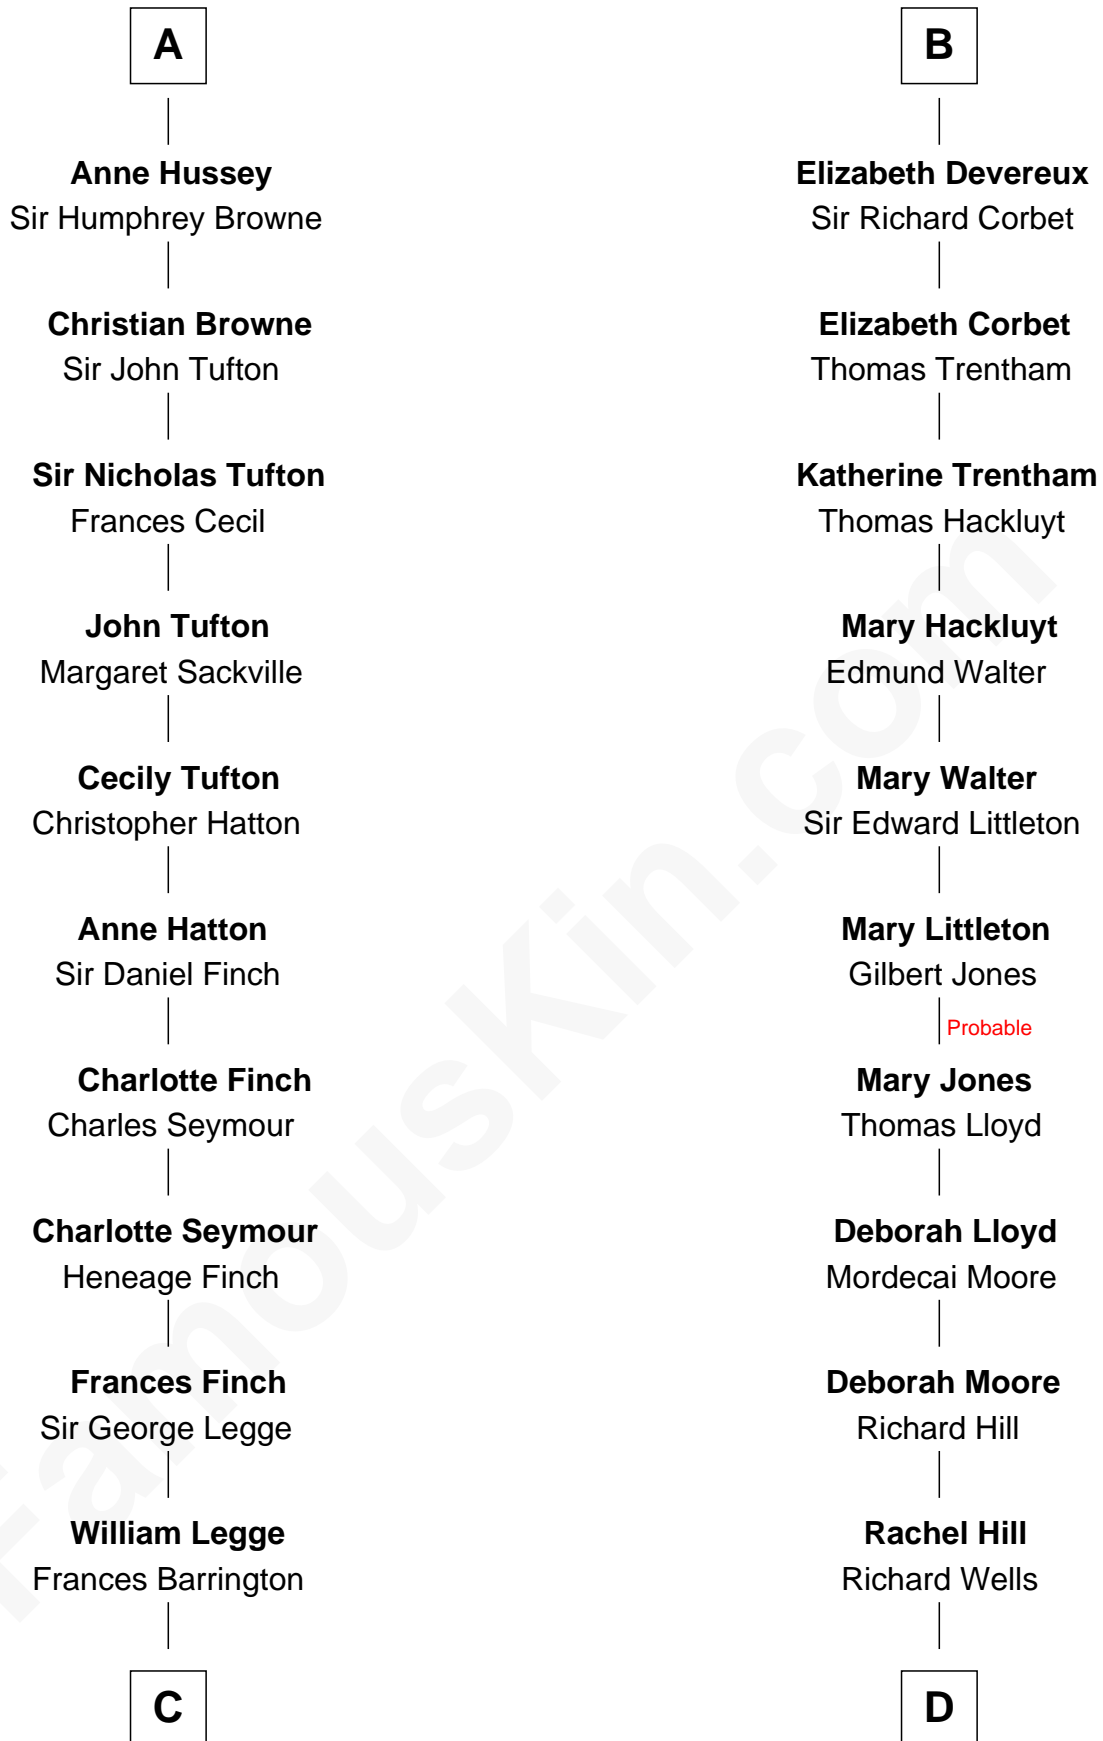 A
Anne Hussey
Sir Humphrey Browne
Christian Browne
Sir John Tufton
Sir Nicholas Tufton
Frances Cecil
John Tufton
Margaret Sackville
Cecily Tufton
Christopher Hatton
Anne Hatton
Sir Daniel Finch
Charlotte Finch
Charles Seymour
Charlotte Seymour
Heneage Finch
Frances Finch
Sir George Legge
William Legge
Frances Barrington
C
B
Elizabeth Devereux
Sir Richard Corbet
Elizabeth Corbet
Thomas Trentham
Katherine Trentham
Thomas Hackluyt
Mary Hackluyt
Edmund Walter
Mary Walter
Sir Edward Littleton
Mary Littleton
Gilbert Jones
Probable
Mary Jones
Thomas Lloyd
Deborah Lloyd
Mordecai Moore
Deborah Moore
Richard Hill
Rachel Hill
Richard Wells
D
FamousKin.com